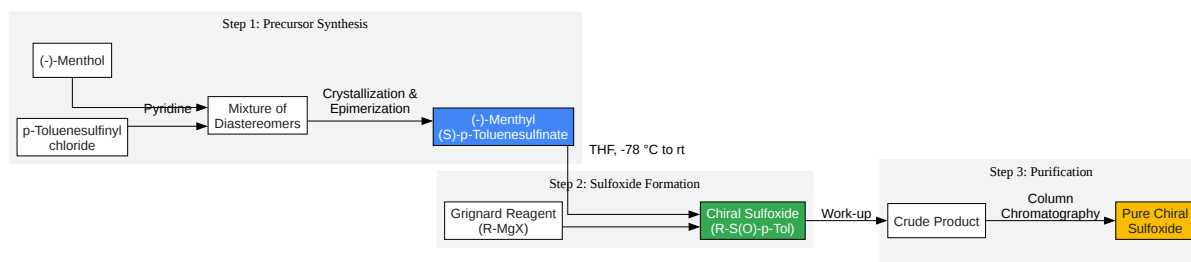 Step 1: Precursor Synthesis
(-)-Menthol
Pyridine
p-Toluenesulfinyl
chloride
Mixture of
Diastereomers
Crystallization &
Epimerization
(-)-Menthyl
(S)-p-Toluenesulfinate
THF, -78 °C to rt
Step 2: Sulfoxide Formation
Grignard Reagent
(R-MgX)
Chiral Sulfoxide
(R-S(O)-p-Tol)
Work-up
Step 3: Purification
Crude Product
Column
Chromatography
Pure Chiral
Sulfoxide